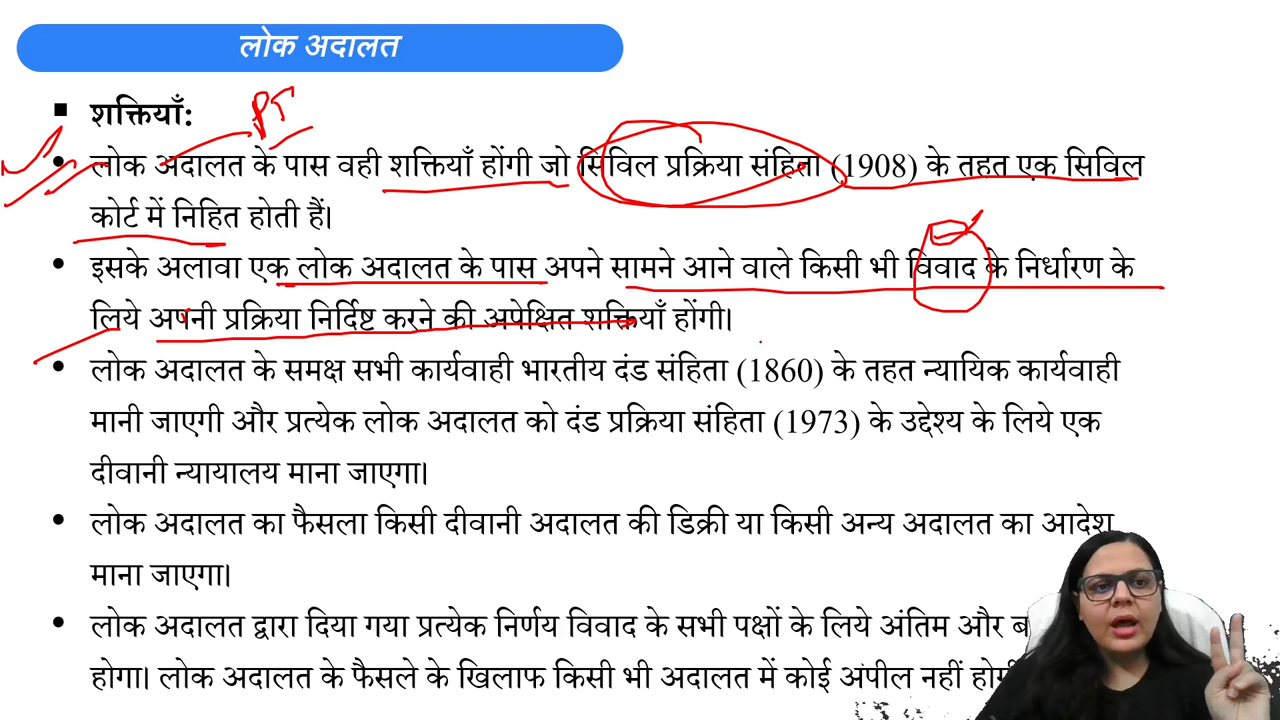 लोक अदालत
शक्तियाँ:
PT
लोक अदालत के पास वही शक्तियाँ होंगी जो सिविल प्रक्रिया संहिता (1908) के तहत एक सिविल
कोर्ट में निहित होती हैं।
इसके अलावा एक लोक अदालत के पास अपने सामने आने वाले किसी भी विवाद के निर्धारण के
लिये अपनी प्रक्रिया निर्दिष्ट करने की अपेक्षित शक्तियाँ होंगी।
लोक अदालत के समक्ष सभी कार्यवाही भारतीय दंड संहिता (1860) के तहत न्यायिक कार्यवाही
मानी जाएगी और प्रत्येक लोक अदालत को दंड प्रक्रिया संहिता (1973) के उद्देश्य के लिये एक
दीवानी न्यायालय माना जाएगा।
लोक अदालत का फैसला किसी दीवानी अदालत की डिक्री या किसी अन्य अदालत का आदेश
माना जाएगा।
लोक अदालत द्वारा दिया गया प्रत्येक निर्णय विवाद के सभी पक्षों के लिये अंतिम और
होगा। लोक अदालत के फैसले के खिलाफ किसी भी अदालत में कोई अपील नहीं